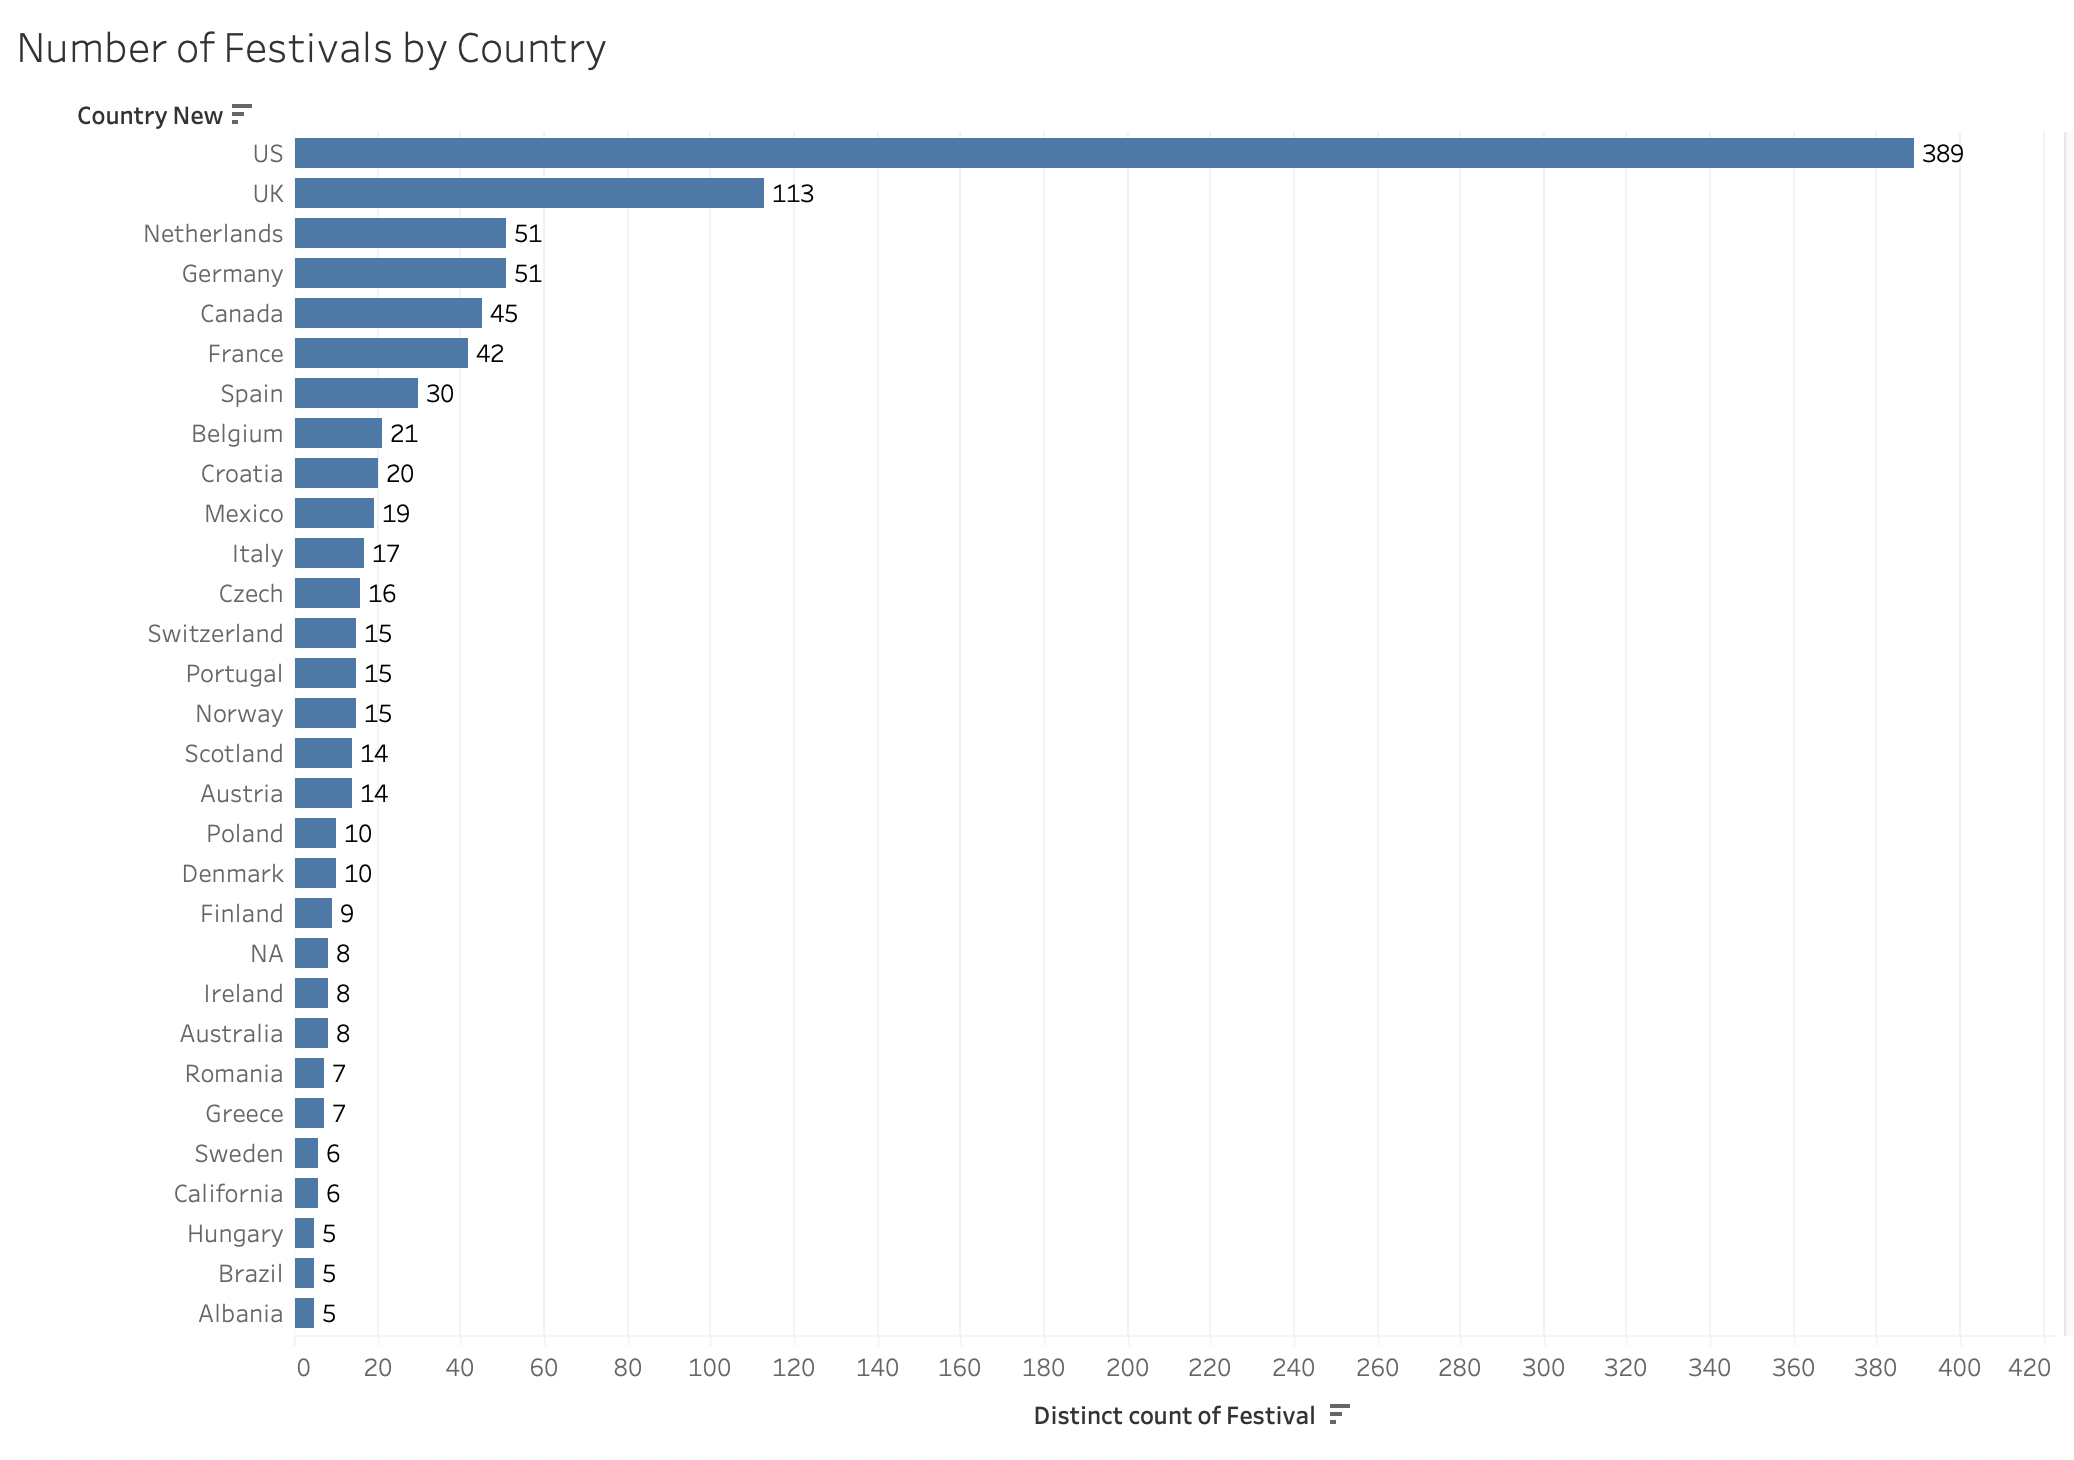 Number of Festivals by Country
Country New
US 389
UK 113
Netherlands 51
Germany 51
Canada 45
France 42
Spain 30
Belgium 21
Croatia 20
Mexico 19
Italy 17
Czech 16
Switzerland 15
Portugal 15
Norway 15
Scotland 14
Austria 14
Poland 10
Denmark 10
Finland 9
NA 8
Ireland 8
Australia 8
Romania 7
Greece 7
Sweden 6
California 6
Hungary 5
Brazil 5
Albania 5
0 20 40 60 80 100 120 140 160 180 200 220 240 260 280 300 320 340 360 380 400 420
Distinct count of Festival